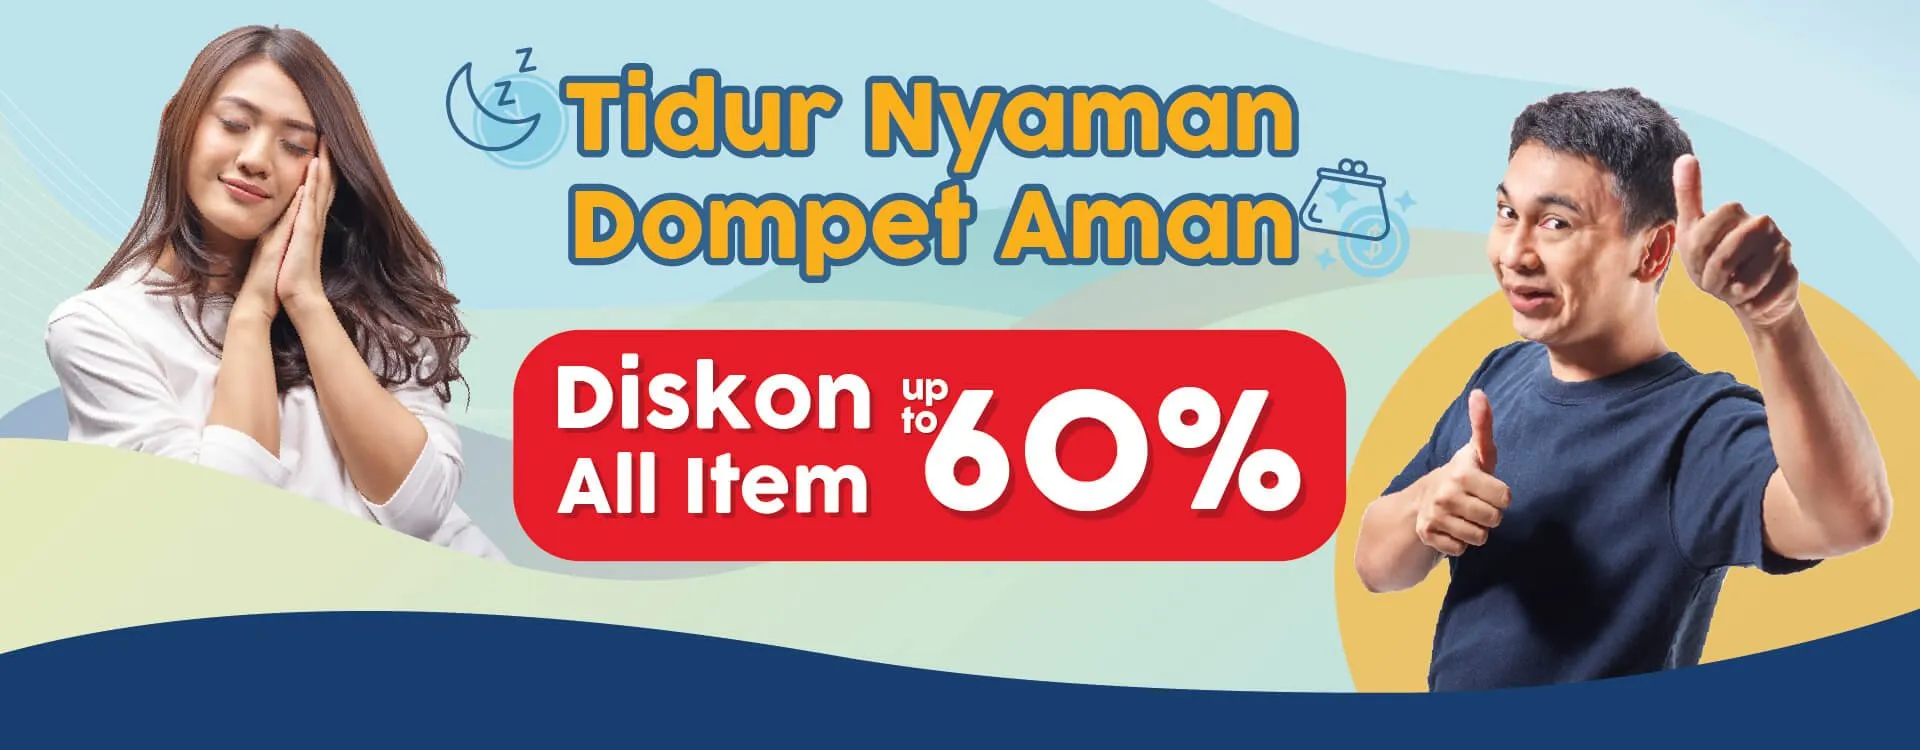 z
z
Tidur Nyaman
Dompet Aman
Diskon
All Item
up
to
60%